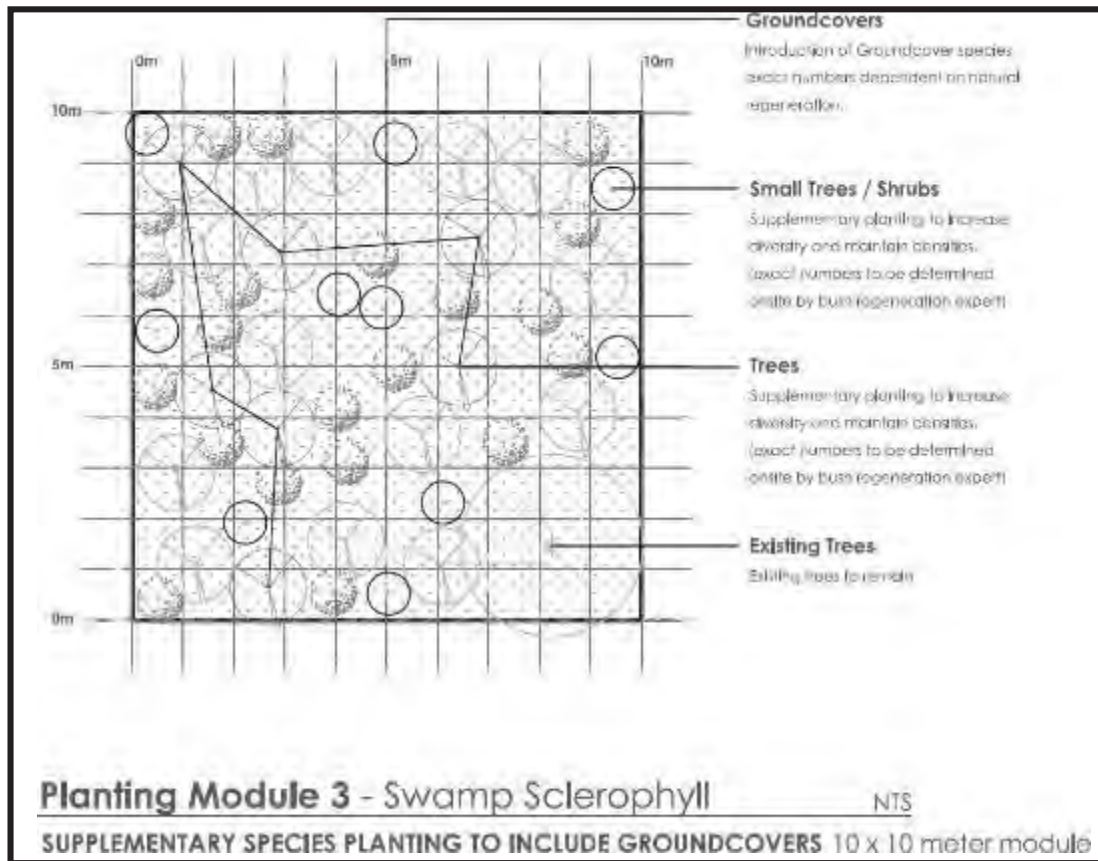 Groundcovers
Introduction of Groundcover species
exact numbers dependent on natural
regeneration.
0m 5m 10m
10m
Small Trees / Shrubs
Supplementary planting to increase
diversity and maintain densities.
(exact numbers to be determined
onsite by bush regeneration expert)
5m
Trees
Supplementary planting to increase
diversity and maintain densities.
(exact numbers to be determined
onsite by bush regeneration expert)
Existing Trees
Existing trees to remain
0m
Planting Module 3 - Swamp Sclerophyll NTS
SUPPLEMENTARY SPECIES PLANTING TO INCLUDE GROUNDCOVERS 10 x 10 meter module